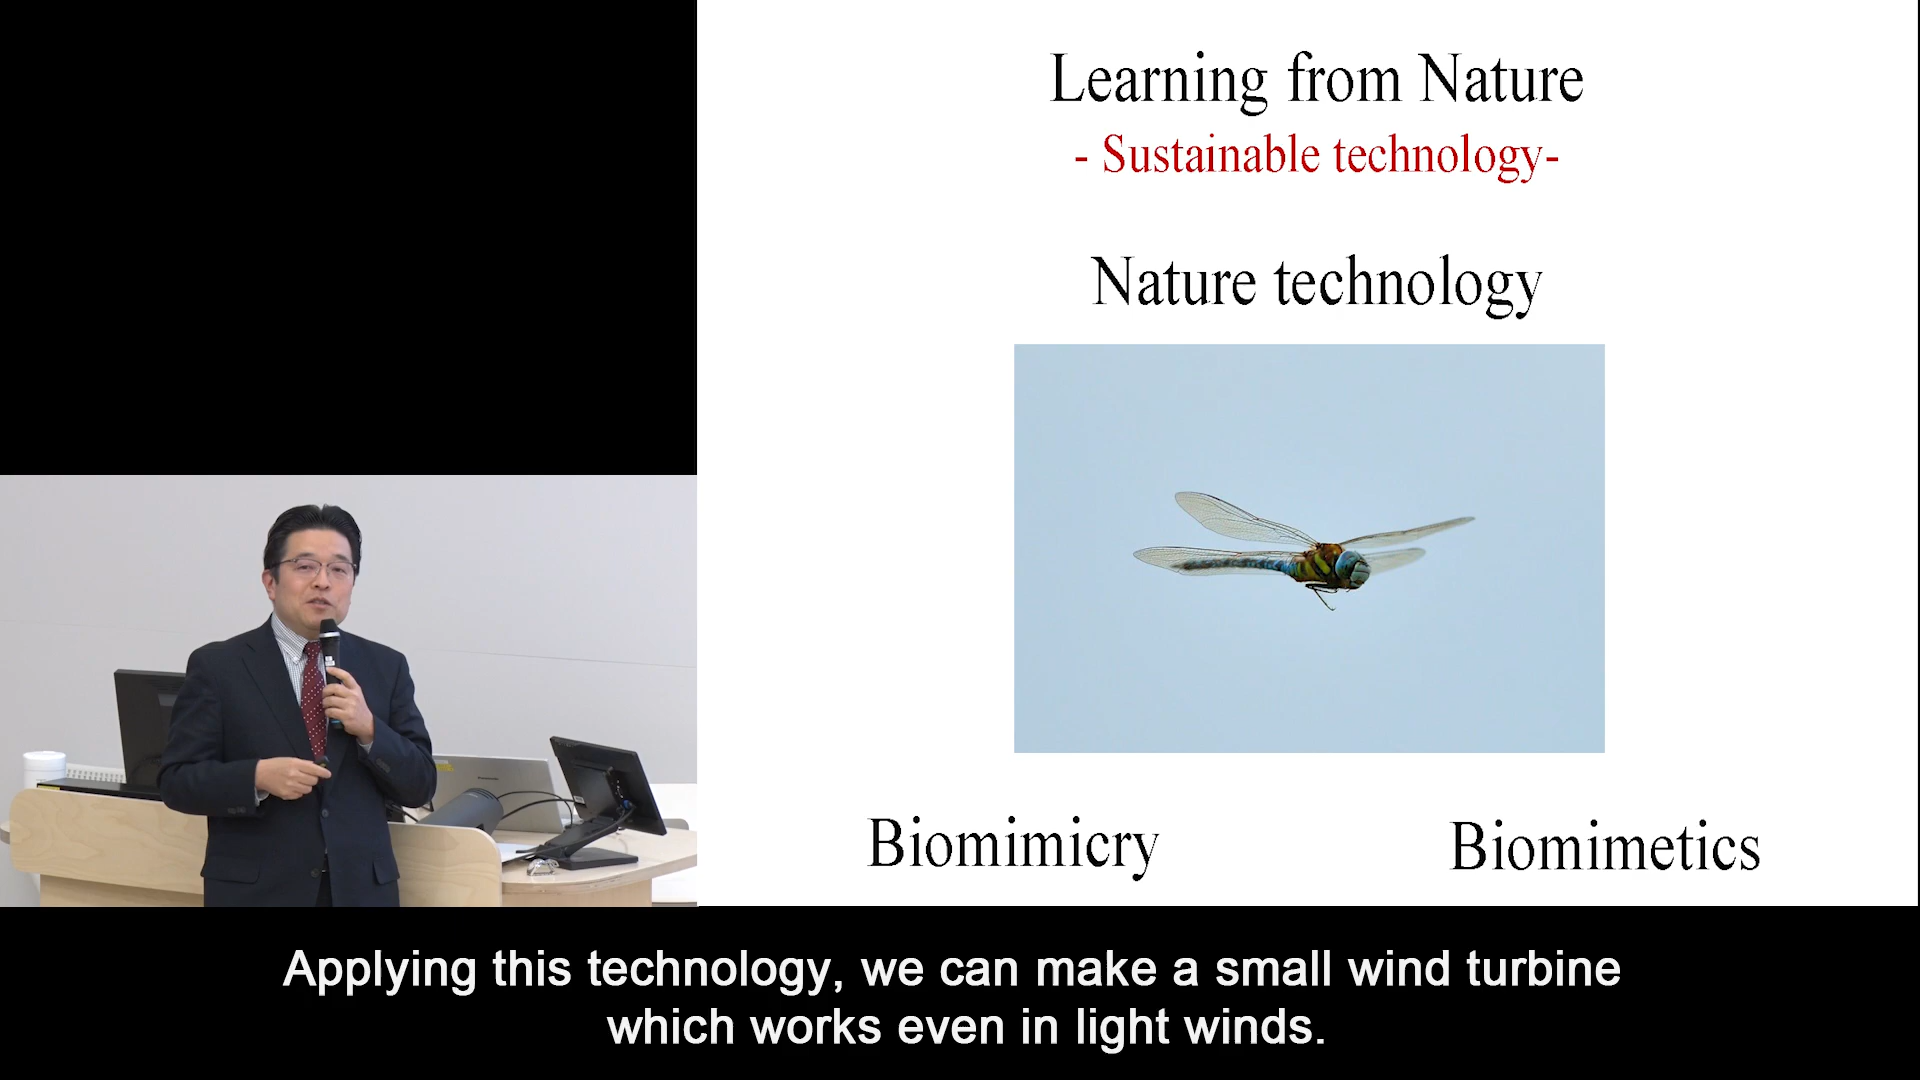 Learning from Nature
- Sustainable technology-
Nature technology
Biomimicry
Biomimetics
Applying this technology, we can make a small wind turbine
which works even in light winds.